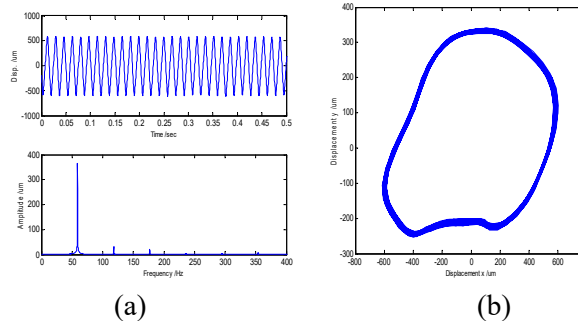 1000
500
0
-500
-1000
0 0.05 0.1 0.15 0.2 0.25 0.3 0.35 0.4 0.45 0.5
Disp. /um
Time /sec
400
300
200
100
0
0 50 100 150 200 250 300 350 400
Amplitude /um
Frequency /Hz
(a)
400
300
200
100
0
-100
-200
-300
-800 -600 -400 -200 0 200 400 600 800
Displacement y /um
Displacement x /um
(b)